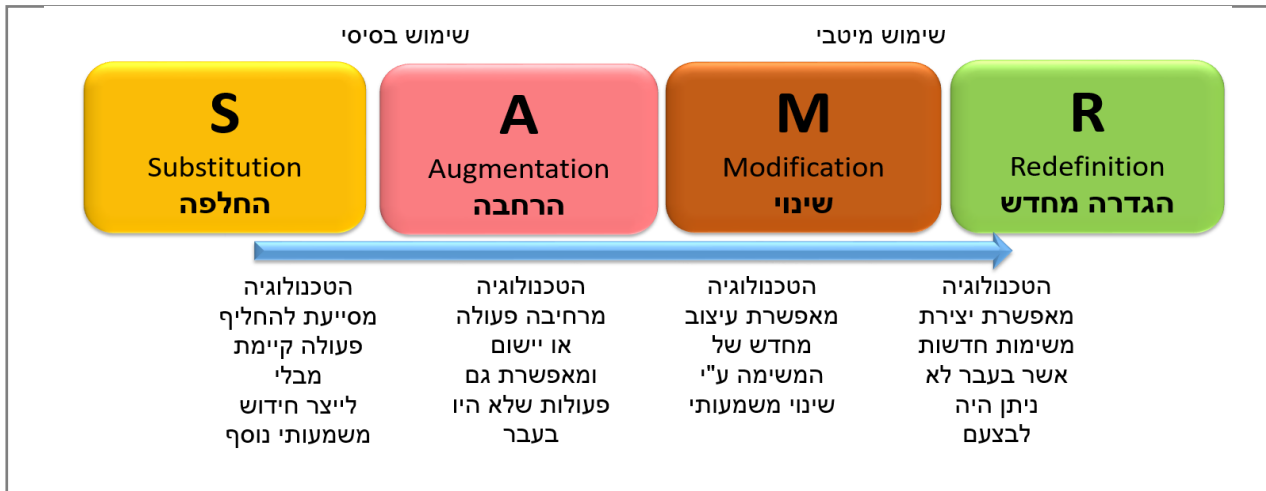 שימוש בסיסי
שימוש מיטבי
S
Substitution
החלפה
A
Augmentation
הרחבה
M
Modification
שינוי
R
Redefinition
הגדרה מחדש
הטכנולוגיה
מסייעת להחליף
פעולה קיימת
מבלי
לייצר חידוש
משמעותי נוסף
הטכנולוגיה
מרחיבה פעולה
או יישום
ומאפשרת גם
פעולות שלא היו
בעבר
הטכנולוגיה
מאפשרת עיצוב
מחדש של
המשימה ע"י
שינוי משמעותי
הטכנולוגיה
מאפשרת יצירת
משימות חדשות
אשר בעבר לא
ניתן היה
לבצעם